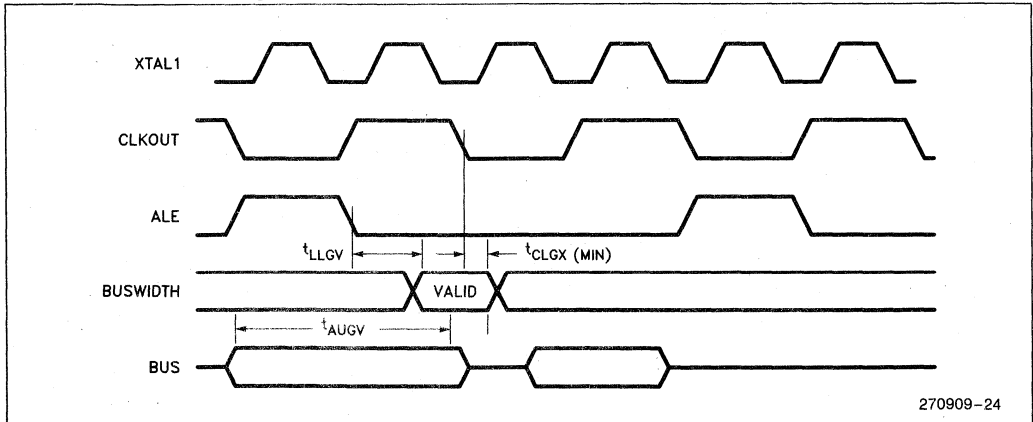 XTAL1
CLKOUT
ALE
tLLGV
tCLGX (MIN)
BUSWIDTH
VALID
tAUGV
BUS
270909–24